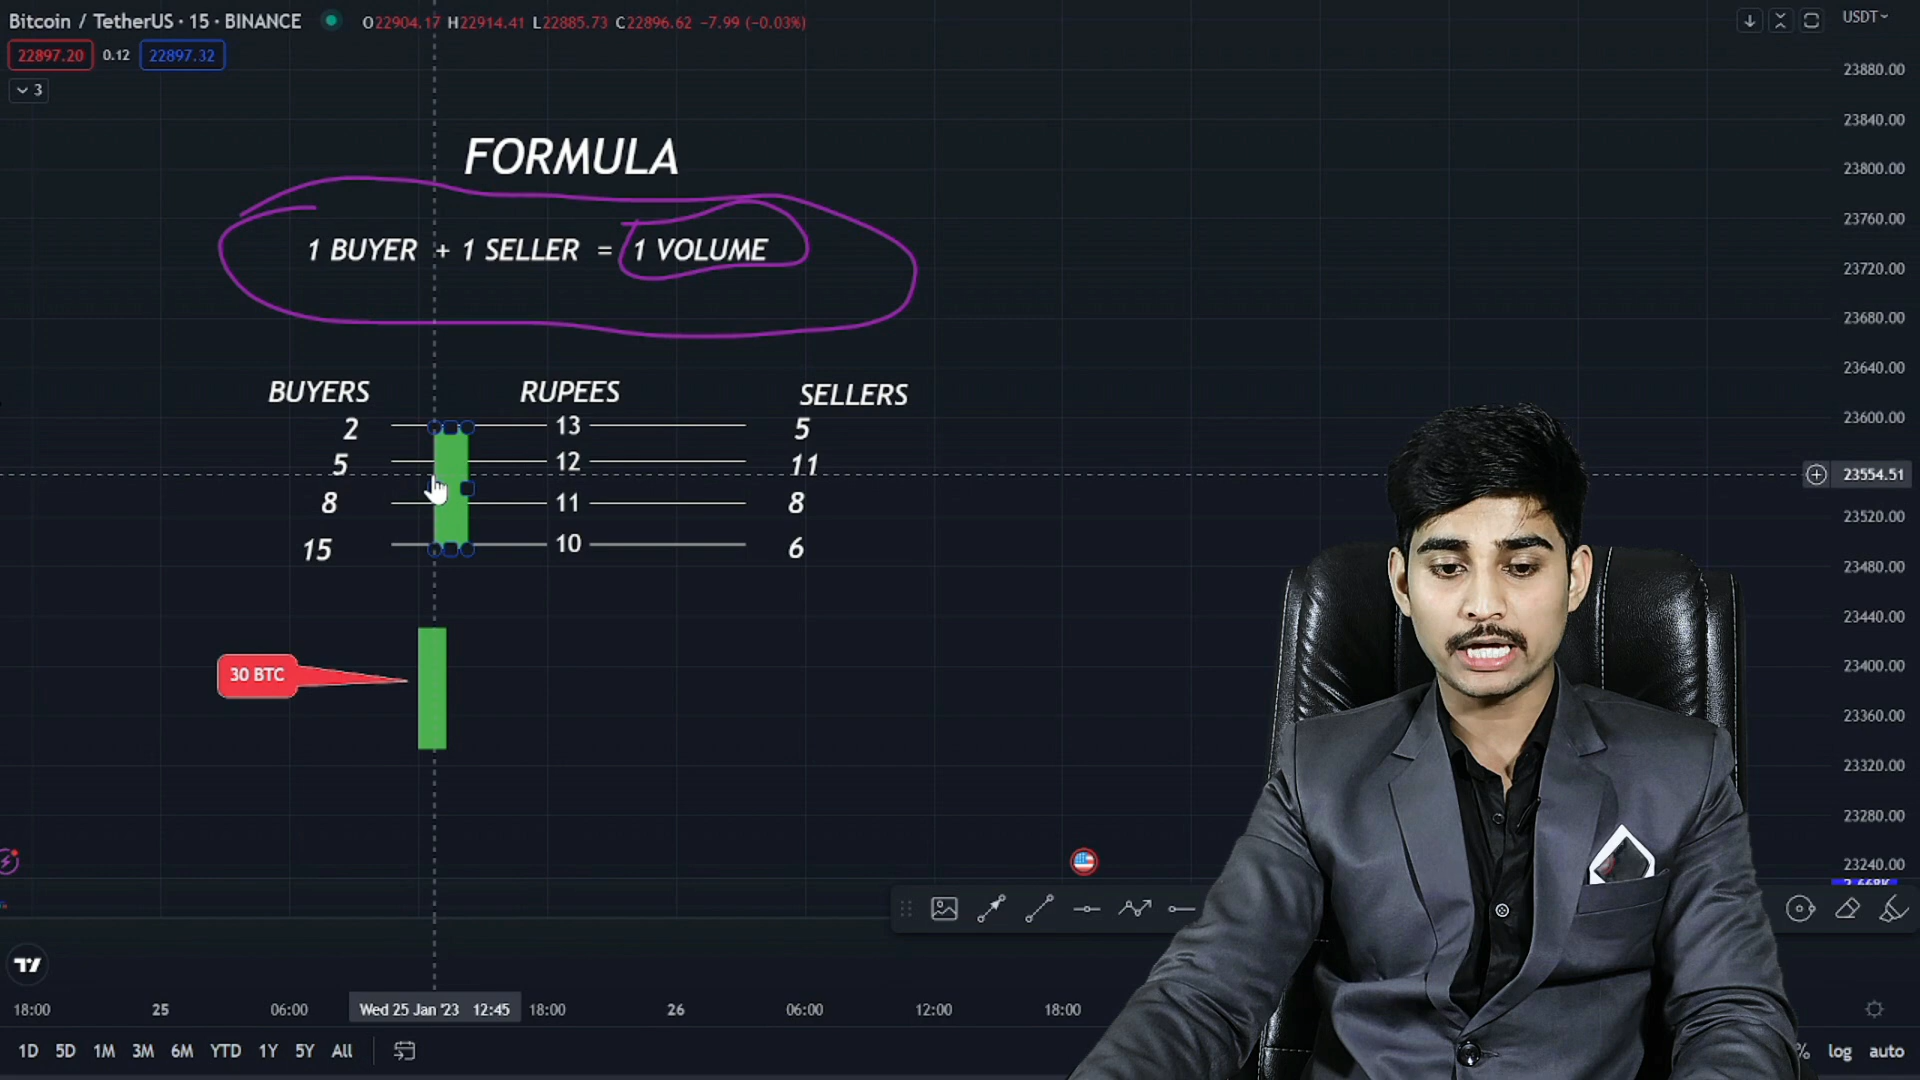 Bitcoin / TetherUS · 15 · BINANCE O22904.17 H22914.41 L22885.73 C22896.62 −7.99 (−0.03%) USDT
22897.20 0.12 22897.32
3
23880.00
23840.00
23800.00
23760.00
23720.00
23680.00
23640.00
23600.00
23554.51
23520.00
23480.00
23440.00
23400.00
23360.00
23320.00
23280.00
23240.00
FORMULA
1 BUYER + 1 SELLER = 1 VOLUME
BUYERS RUPEES SELLERS
2 13 5
5 12 11
8 11 8
15 10 6
30 BTC
18:00 25 06:00 Wed 25 Jan '23 12:45 18:00 26 06:00 12:00 18:00
1D 5D 1M 3M 6M YTD 1Y 5Y All % log auto